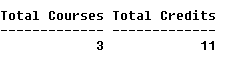 Total Courses Total Credits
------------- -------------
3 11